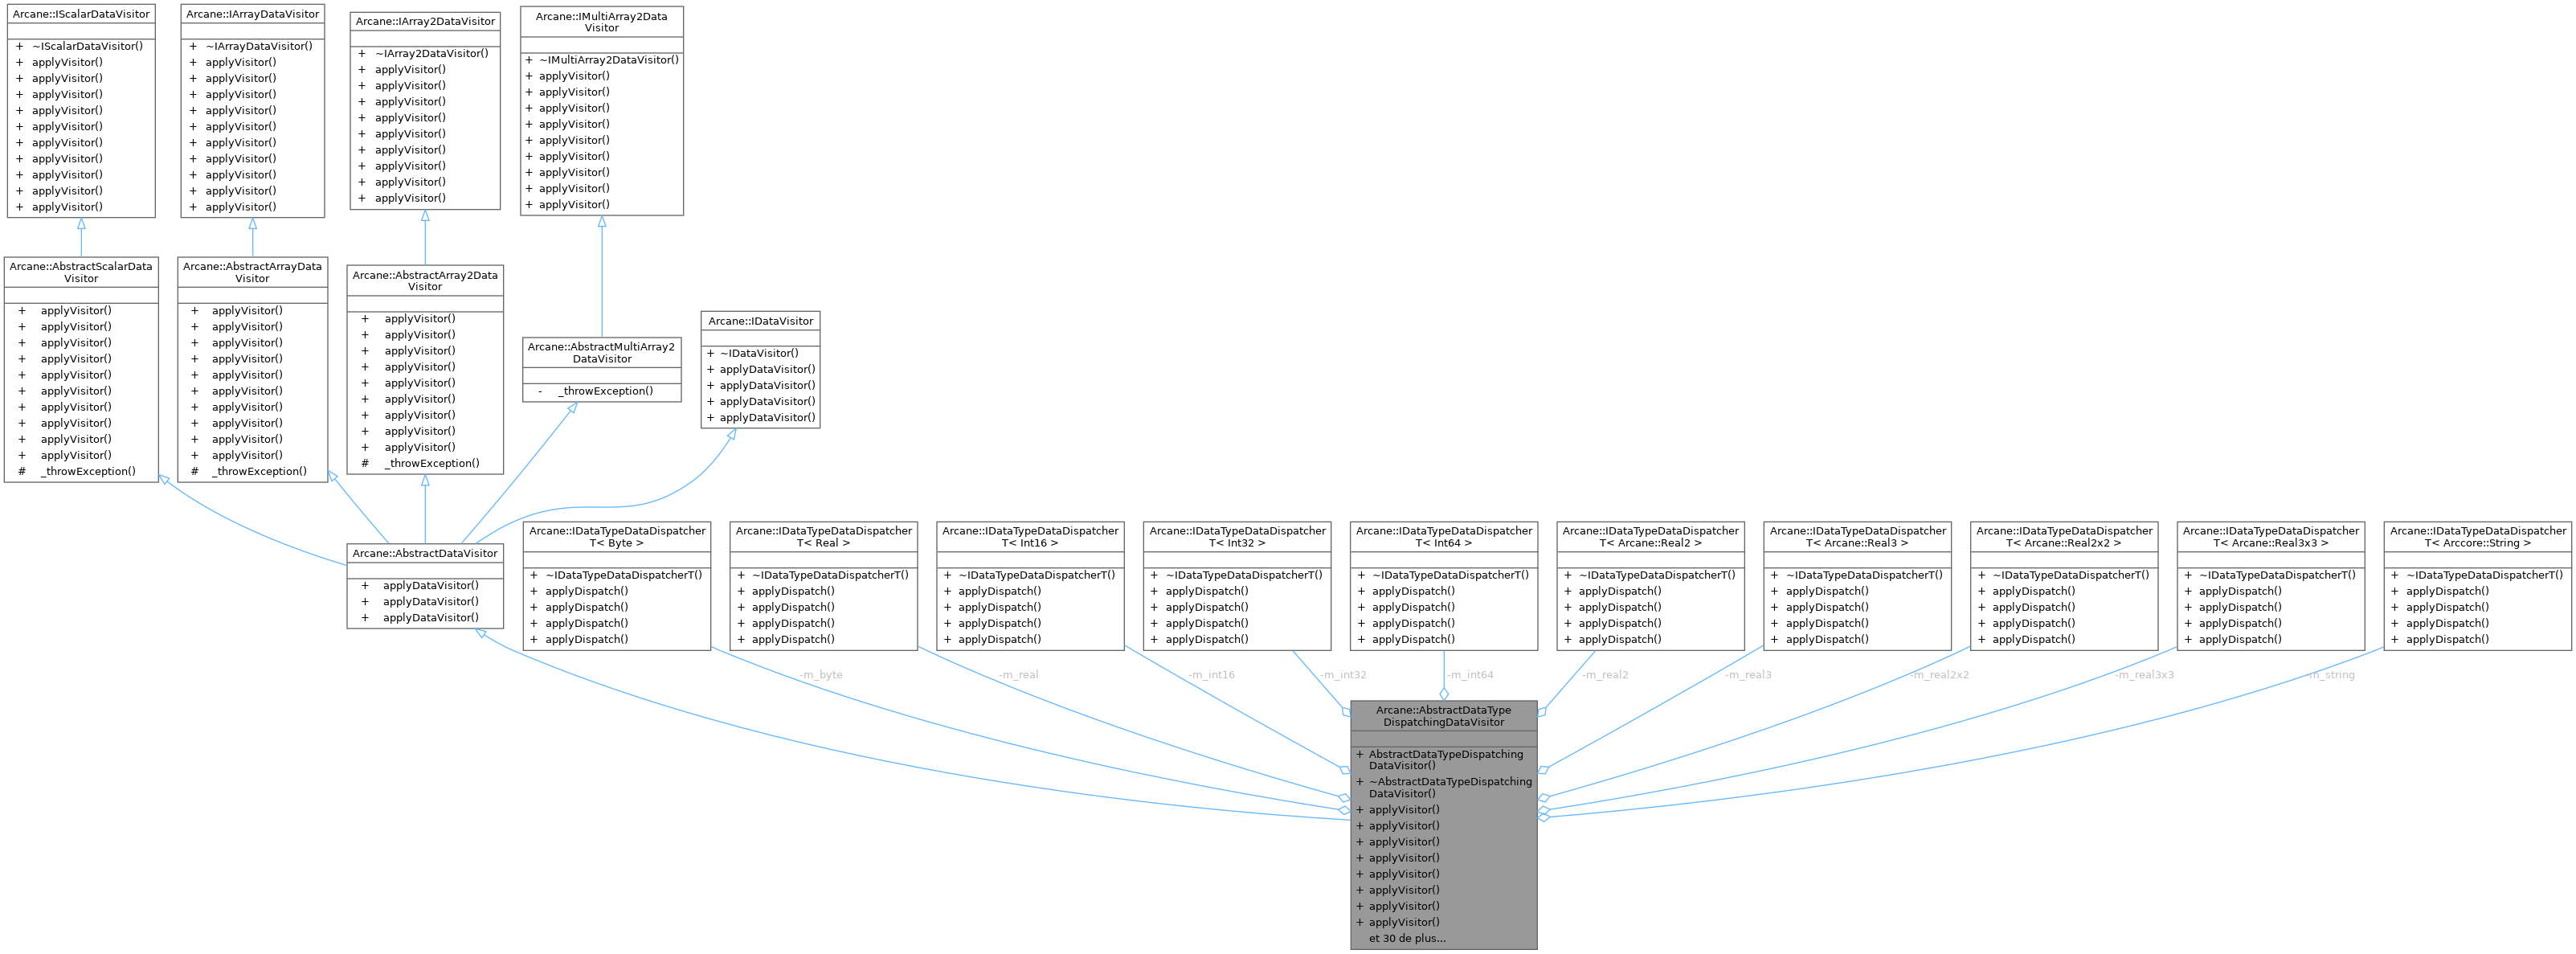 Arcane::IScalarDataVisitor
+ ~IScalarDataVisitor()
+ applyVisitor()
+ applyVisitor()
+ applyVisitor()
+ applyVisitor()
+ applyVisitor()
+ applyVisitor()
+ applyVisitor()
+ applyVisitor()
+ applyVisitor()
+ applyVisitor()
Arcane::IArrayDataVisitor
+ ~IArrayDataVisitor()
+ applyVisitor()
+ applyVisitor()
+ applyVisitor()
+ applyVisitor()
+ applyVisitor()
+ applyVisitor()
+ applyVisitor()
+ applyVisitor()
+ applyVisitor()
+ applyVisitor()
Arcane::IArray2DataVisitor
+ ~IArray2DataVisitor()
+ applyVisitor()
+ applyVisitor()
+ applyVisitor()
+ applyVisitor()
+ applyVisitor()
+ applyVisitor()
+ applyVisitor()
+ applyVisitor()
+ applyVisitor()
Arcane::IMultiArray2Data
Visitor
+ ~IMultiArray2DataVisitor()
+ applyVisitor()
+ applyVisitor()
+ applyVisitor()
+ applyVisitor()
+ applyVisitor()
+ applyVisitor()
+ applyVisitor()
+ applyVisitor()
+ applyVisitor()
Arcane::AbstractScalarData
Visitor
+ applyVisitor()
+ applyVisitor()
+ applyVisitor()
+ applyVisitor()
+ applyVisitor()
+ applyVisitor()
+ applyVisitor()
+ applyVisitor()
+ applyVisitor()
+ applyVisitor()
# _throwException()
Arcane::AbstractArrayData
Visitor
+ applyVisitor()
+ applyVisitor()
+ applyVisitor()
+ applyVisitor()
+ applyVisitor()
+ applyVisitor()
+ applyVisitor()
+ applyVisitor()
+ applyVisitor()
+ applyVisitor()
# _throwException()
Arcane::AbstractArray2Data
Visitor
+ applyVisitor()
+ applyVisitor()
+ applyVisitor()
+ applyVisitor()
+ applyVisitor()
+ applyVisitor()
+ applyVisitor()
+ applyVisitor()
+ applyVisitor()
# _throwException()
Arcane::AbstractMultiArray2
DataVisitor
- _throwException()
Arcane::IDataVisitor
+ ~IDataVisitor()
+ applyDataVisitor()
+ applyDataVisitor()
+ applyDataVisitor()
+ applyDataVisitor()
Arcane::AbstractDataVisitor
+ applyDataVisitor()
+ applyDataVisitor()
+ applyDataVisitor()
Arcane::IDataTypeDataDispatcher
T< Byte >
+ ~IDataTypeDataDispatcherT()
+ applyDispatch()
+ applyDispatch()
+ applyDispatch()
+ applyDispatch()
Arcane::IDataTypeDataDispatcher
T< Real >
+ ~IDataTypeDataDispatcherT()
+ applyDispatch()
+ applyDispatch()
+ applyDispatch()
+ applyDispatch()
Arcane::IDataTypeDataDispatcher
T< Int16 >
+ ~IDataTypeDataDispatcherT()
+ applyDispatch()
+ applyDispatch()
+ applyDispatch()
+ applyDispatch()
Arcane::IDataTypeDataDispatcher
T< Int32 >
+ ~IDataTypeDataDispatcherT()
+ applyDispatch()
+ applyDispatch()
+ applyDispatch()
+ applyDispatch()
Arcane::IDataTypeDataDispatcher
T< Int64 >
+ ~IDataTypeDataDispatcherT()
+ applyDispatch()
+ applyDispatch()
+ applyDispatch()
+ applyDispatch()
Arcane::IDataTypeDataDispatcher
T< Arcane::Real2 >
+ ~IDataTypeDataDispatcherT()
+ applyDispatch()
+ applyDispatch()
+ applyDispatch()
+ applyDispatch()
Arcane::IDataTypeDataDispatcher
T< Arcane::Real3 >
+ ~IDataTypeDataDispatcherT()
+ applyDispatch()
+ applyDispatch()
+ applyDispatch()
+ applyDispatch()
Arcane::IDataTypeDataDispatcher
T< Arcane::Real2x2 >
+ ~IDataTypeDataDispatcherT()
+ applyDispatch()
+ applyDispatch()
+ applyDispatch()
+ applyDispatch()
Arcane::IDataTypeDataDispatcher
T< Arcane::Real3x3 >
+ ~IDataTypeDataDispatcherT()
+ applyDispatch()
+ applyDispatch()
+ applyDispatch()
+ applyDispatch()
Arcane::IDataTypeDataDispatcher
T< Arccore::String >
+ ~IDataTypeDataDispatcherT()
+ applyDispatch()
+ applyDispatch()
+ applyDispatch()
+ applyDispatch()
-m_byte
-m_real
-m_int16
-m_int32
-m_int64
-m_real2
-m_real3
-m_real2x2
-m_real3x3
-m_string
Arcane::AbstractDataType
DispatchingDataVisitor
+ AbstractDataTypeDispatching
DataVisitor()
+ ~AbstractDataTypeDispatching
DataVisitor()
+ applyVisitor()
+ applyVisitor()
+ applyVisitor()
+ applyVisitor()
+ applyVisitor()
+ applyVisitor()
+ applyVisitor()
+ applyVisitor()
et 30 de plus...